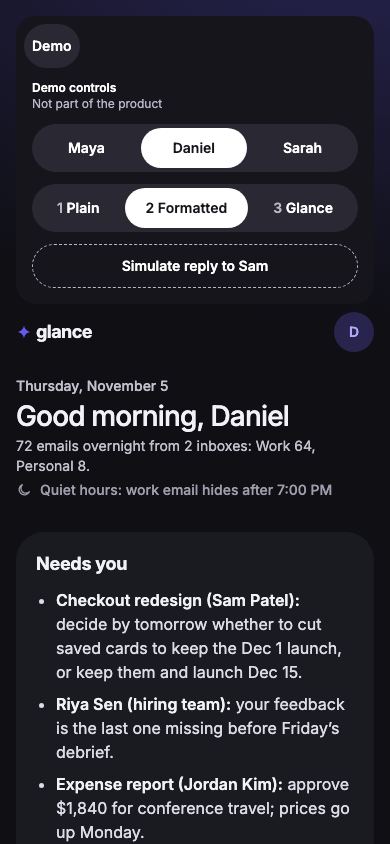 Demo
Demo controls
Not part of the product
Maya
Daniel
Sarah
1 Plain
2 Formatted
3 Glance
Simulate reply to Sam
glance
D
Thursday, November 5
Good morning, Daniel
72 emails overnight from 2 inboxes: Work 64,
Personal 8.
Quiet hours: work email hides after 7:00 PM
Needs you
• Checkout redesign (Sam Patel):
decide by tomorrow whether to cut
saved cards to keep the Dec 1 launch,
or keep them and launch Dec 15.
• Riya Sen (hiring team): your feedback
is the last one missing before Friday’s
debrief.
• Expense report (Jordan Kim): approve
$1,840 for conference travel; prices go
up Monday.